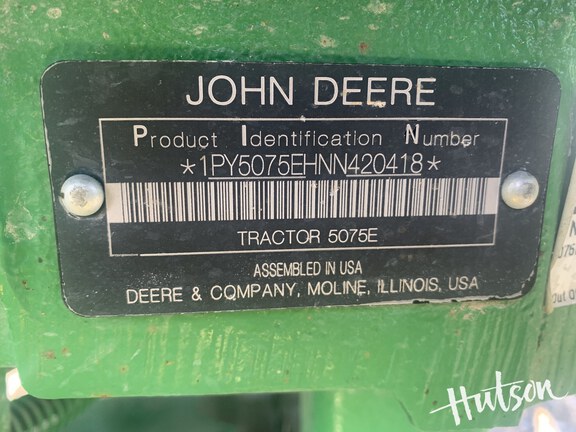 JOHN DEERE
Product Identification Number
*1PY5075EHNN420418*
TRACTOR 5075E
ASSEMBLED IN USA
DEERE & COMPANY, MOLINE, ILLINOIS, USA
Hutson